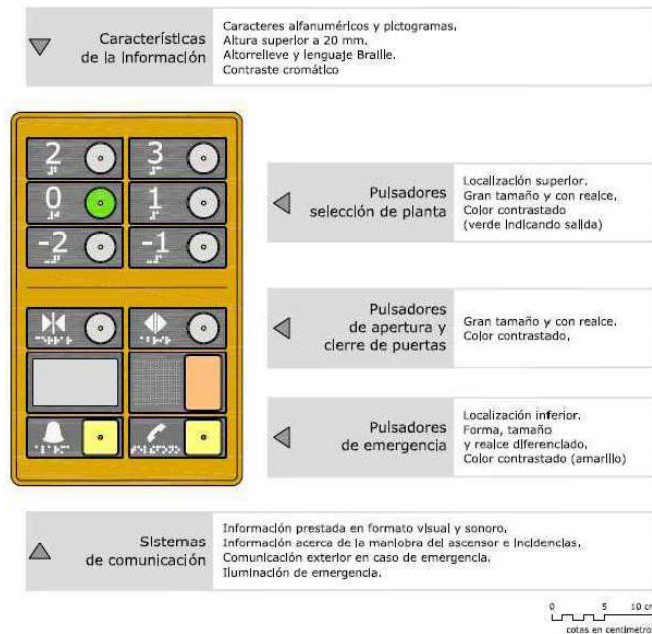 Características
de la información
Caracteres alfanuméricos y pictogramas.
Altura superior a 20 mm.
Altorrelieve y lenguaje Braille.
Contraste cromático
2
3
0
1
-2
-1
Pulsadores
selección de planta
Localización superior.
Gran tamaño y con realce.
Color contrastado
(verde indicando salida)
Pulsadores
de apertura y
cierre de puertas
Gran tamaño y con realce.
Color contrastado.
Pulsadores
de emergencia
Localización inferior.
Forma, tamaño
y realce diferenciado.
Color contrastado (amarillo)
Sistemas
de comunicación
Información prestada en formato visual y sonoro.
Información acerca de la maniobra del ascensor e incidencias.
Comunicación exterior en caso de emergencia.
Iluminación de emergencia.
0 5 10 cm
cotas en centímetro